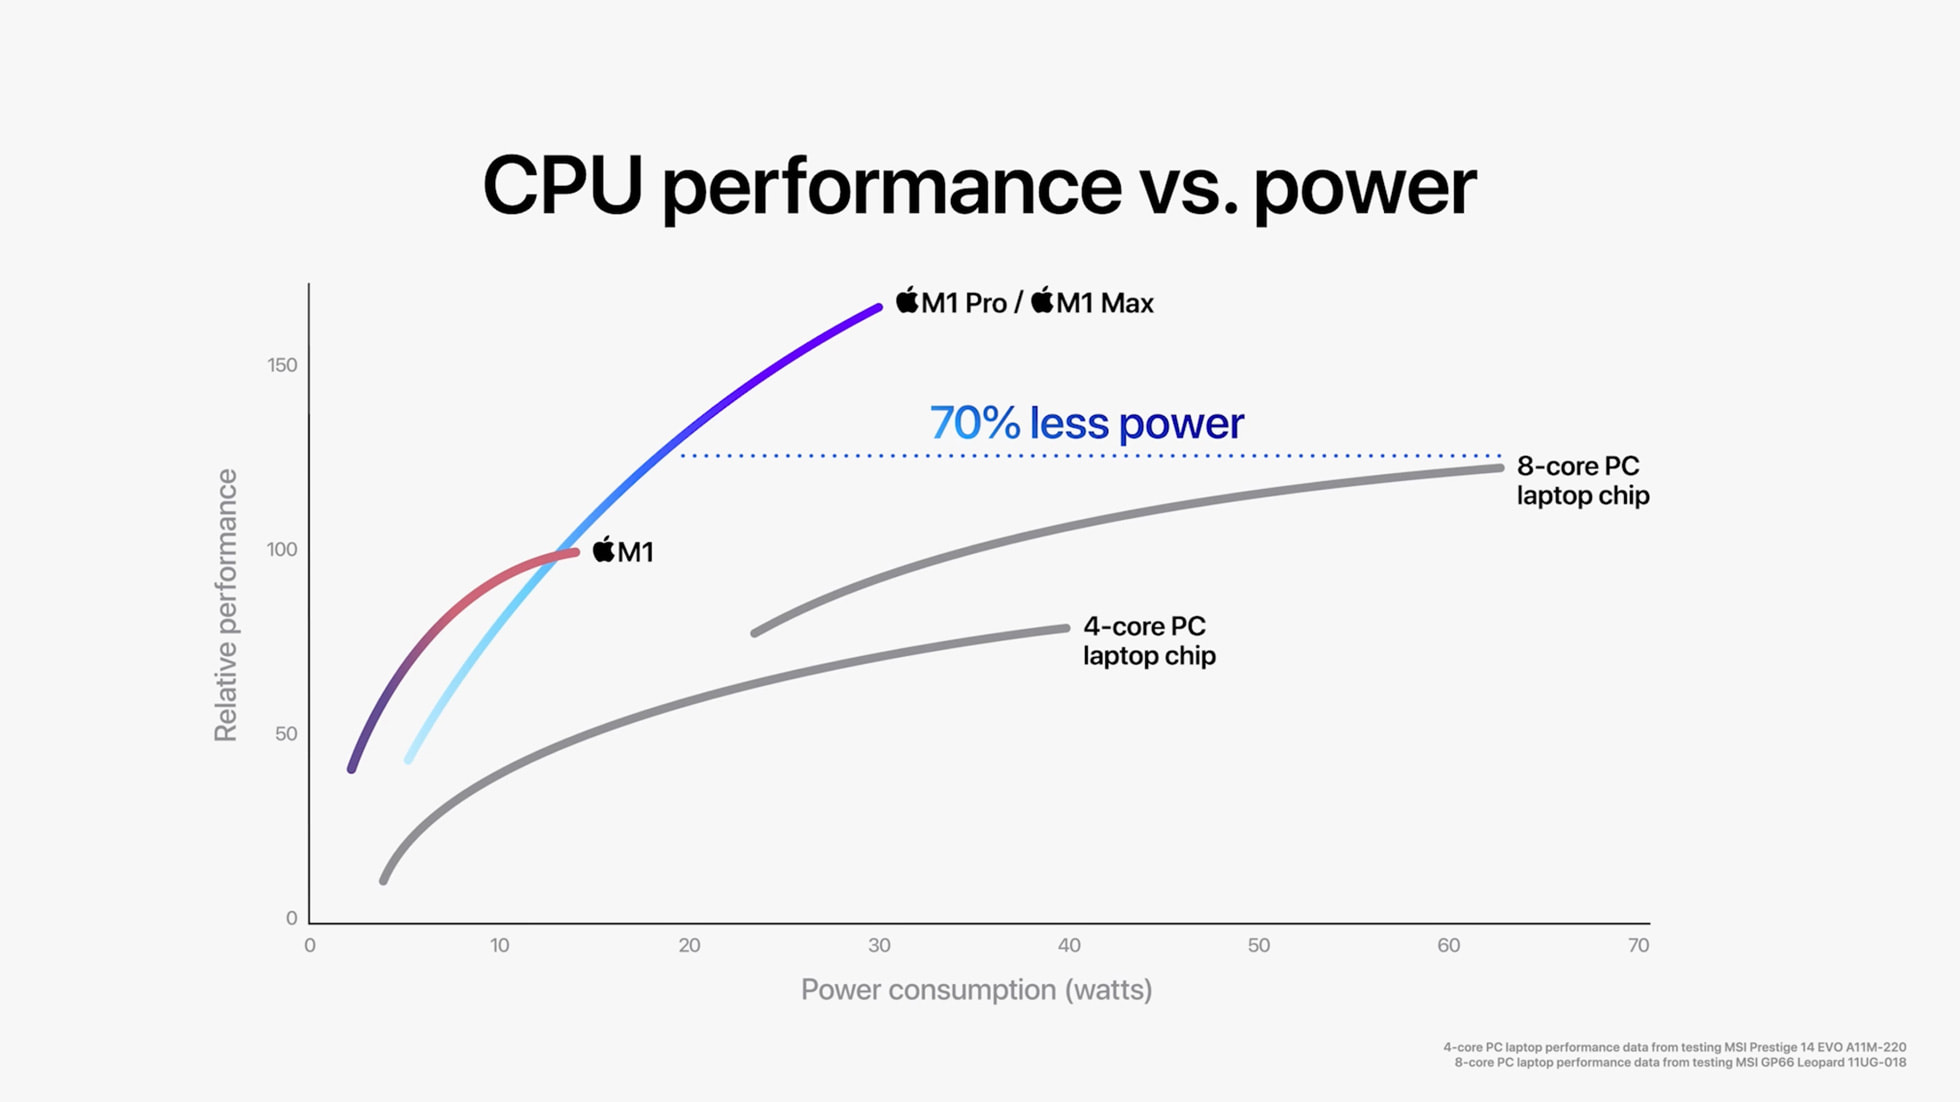 CPU performance vs. power
M1 Pro / M1 Max
150
70% less power
8-core PC
laptop chip
100
M1
Relative performance
4-core PC
laptop chip
50
0
0 10 20 30 40 50 60 70
Power consumption (watts)
4-core PC laptop performance data from testing MSI Prestige 14 EVO A11M-220
8-core PC laptop performance data from testing MSI GP66 Leopard 11UG-018